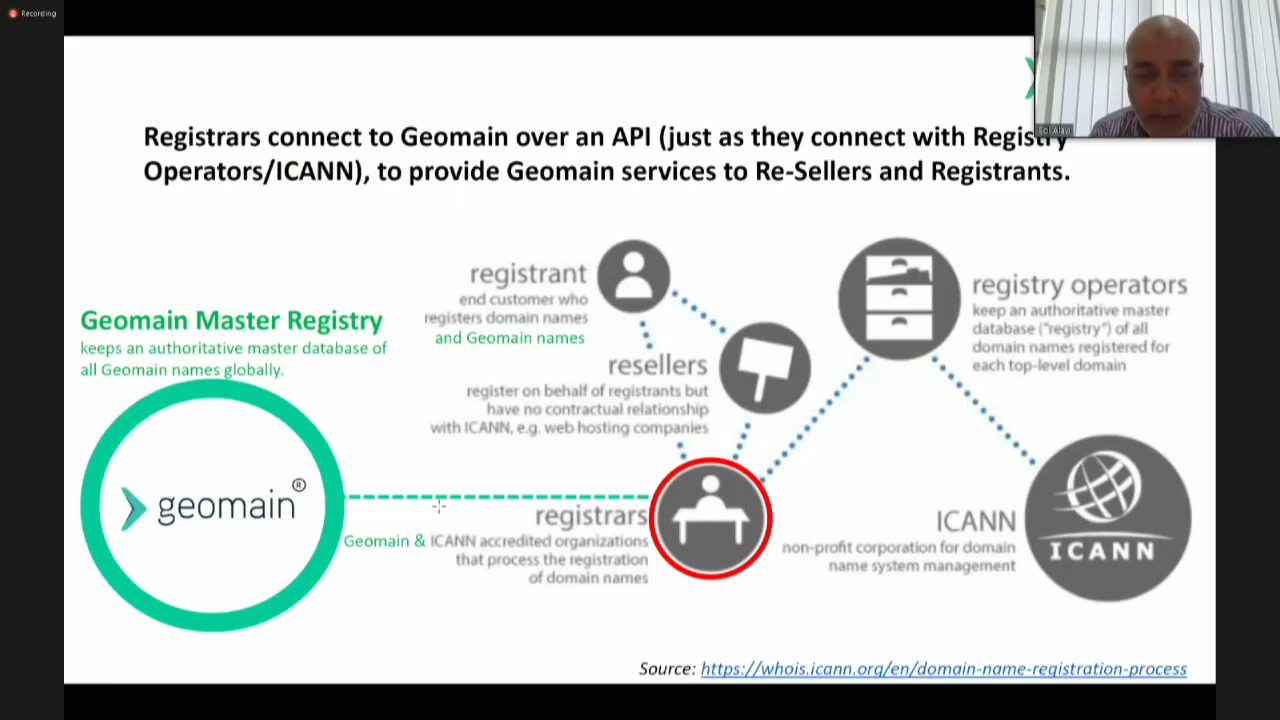 Recording
Sol Alavi
Registrars connect to Geomain over an API (just as they connect with Registry
Operators/ICANN), to provide Geomain services to Re-Sellers and Registrants.
registrant
end customer who
registers domain names
and Geomain names
registry operators
keep an authoritative master
database ("registry") of all
domain names registered for
each top-level domain
Geomain Master Registry
keeps an authoritative master database of
all Geomain names globally.
resellers
register on behalf of registrants but
have no contractual relationship
with ICANN, e.g. web hosting companies
geomain®
registrars
Geomain & ICANN accredited organizations
that process the registration
of domain names
ICANN
non-profit corporation for domain
name system management
ICANN
Source: https://whois.icann.org/en/domain-name-registration-process